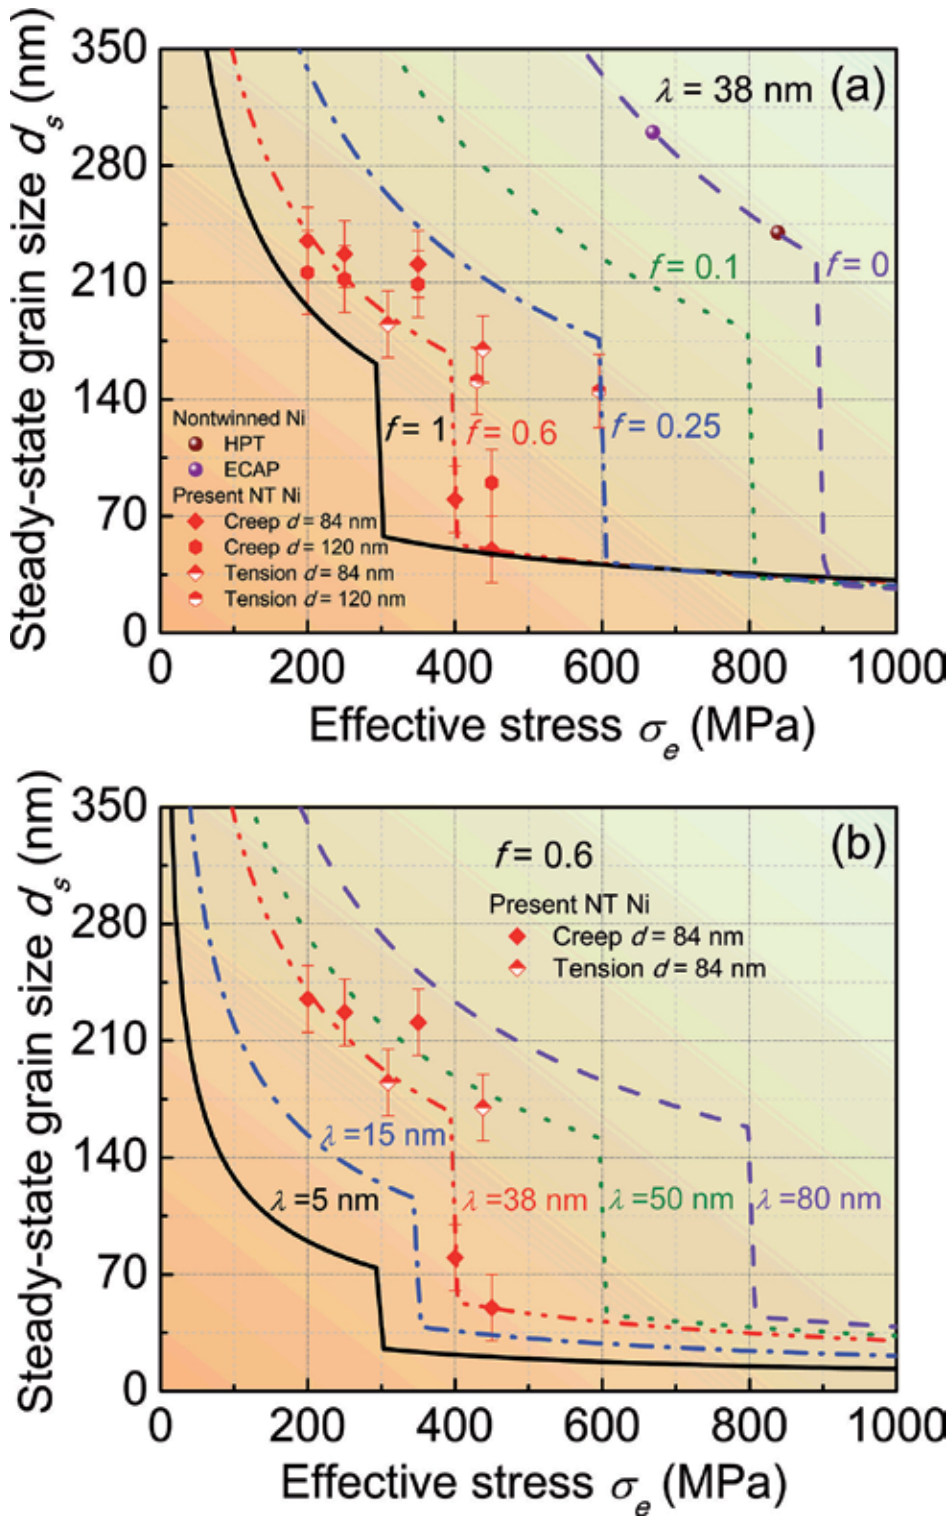 Steady-state grain size d_s (nm)
350
280
210
140
70
0
λ = 38 nm (a)
f = 0.1
f = 0
f = 1
f = 0.6
f = 0.25
Nontwinned Ni
HPT
ECAP
Present NT Ni
Creep d = 84 nm
Creep d = 120 nm
Tension d = 84 nm
Tension d = 120 nm
0 200 400 600 800 1000
Effective stress σ_e (MPa)
Steady-state grain size d_s (nm)
350
280
210
140
70
0
(b)
f = 0.6
Present NT Ni
Creep d = 84 nm
Tension d = 84 nm
λ =15 nm
λ =5 nm
λ =38 nm
λ =50 nm
λ =80 nm
0 200 400 600 800 1000
Effective stress σ_e (MPa)